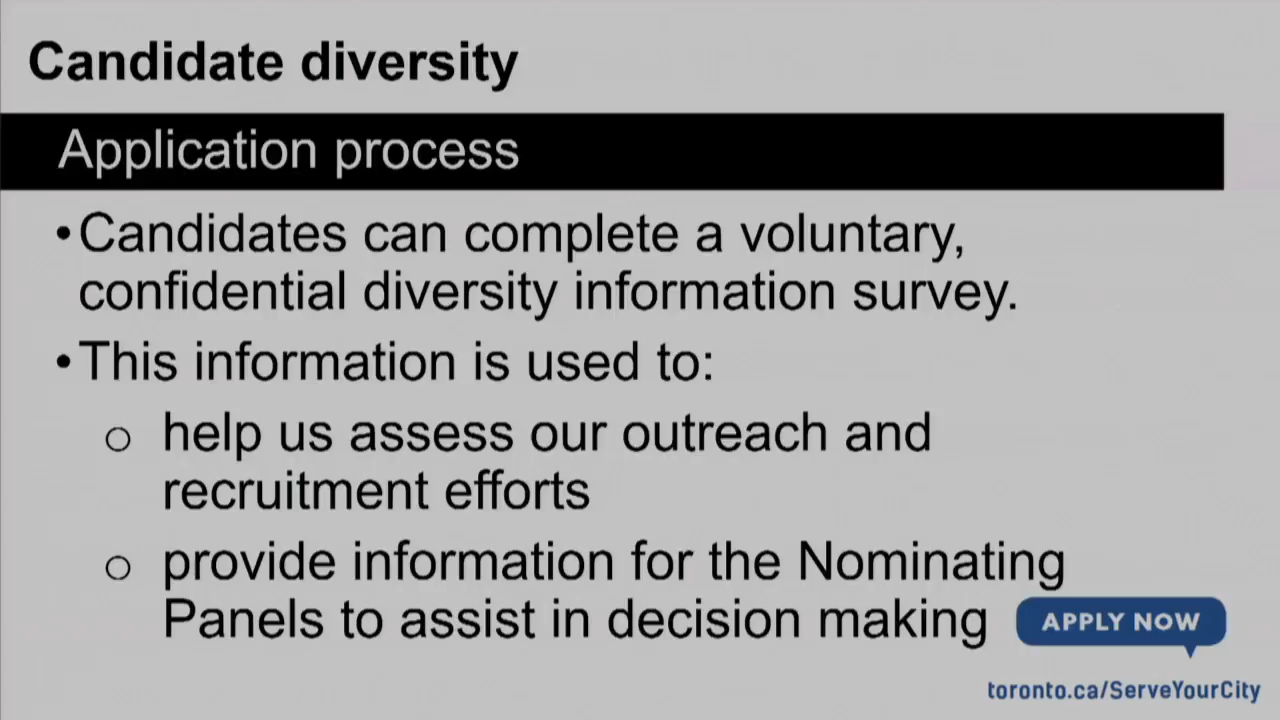 Candidate diversity
Application process
•Candidates can complete a voluntary,
confidential diversity information survey.
•This information is used to:
o help us assess our outreach and
recruitment efforts
o provide information for the Nominating
Panels to assist in decision making
APPLY NOW
toronto.ca/ServeYourCity